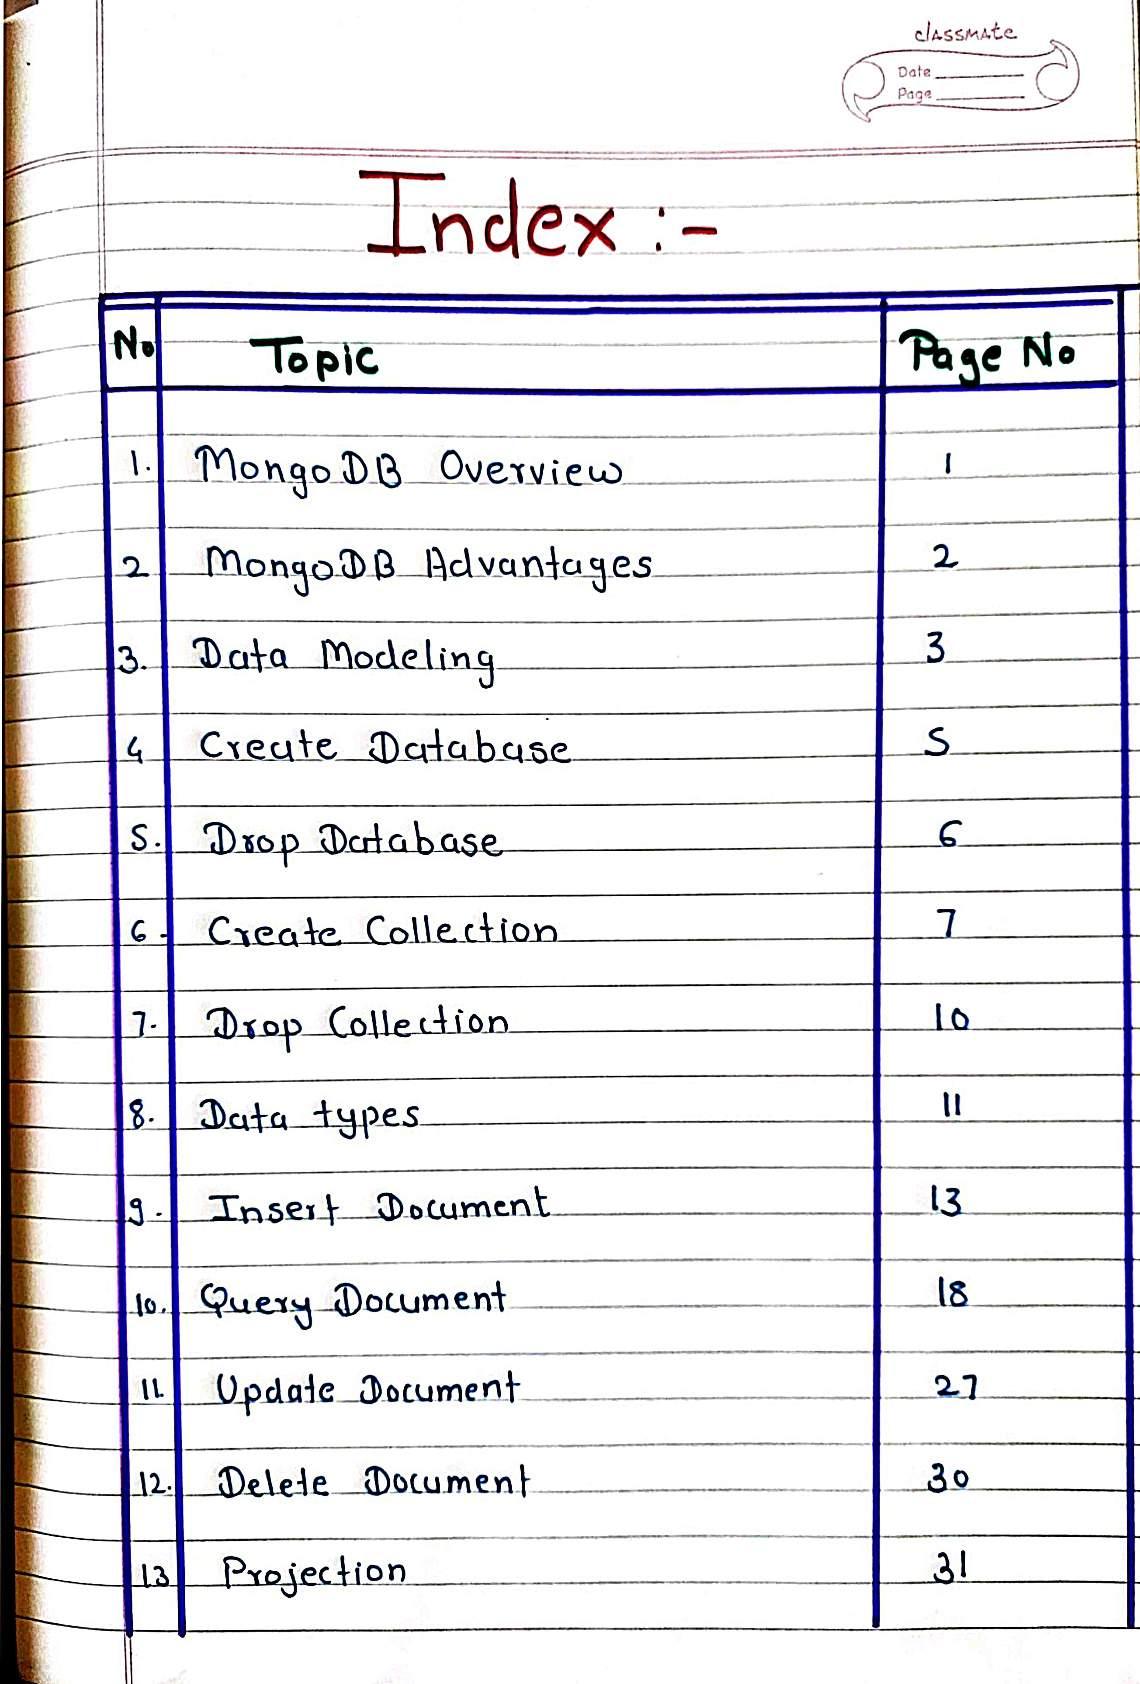 classmate
Date
Page
Index :-
No Topic Page No
1. MongoDB Overview 1
2 MongoDB Advantages 2
3. Data Modeling 3
4 Create Database 5
5. Drop Database 6
6. Create Collection 7
7. Drop Collection 10
8. Data types 11
9. Insert Document 13
10. Query Document 18
11. Update Document 27
12. Delete Document 30
13 Projection 31